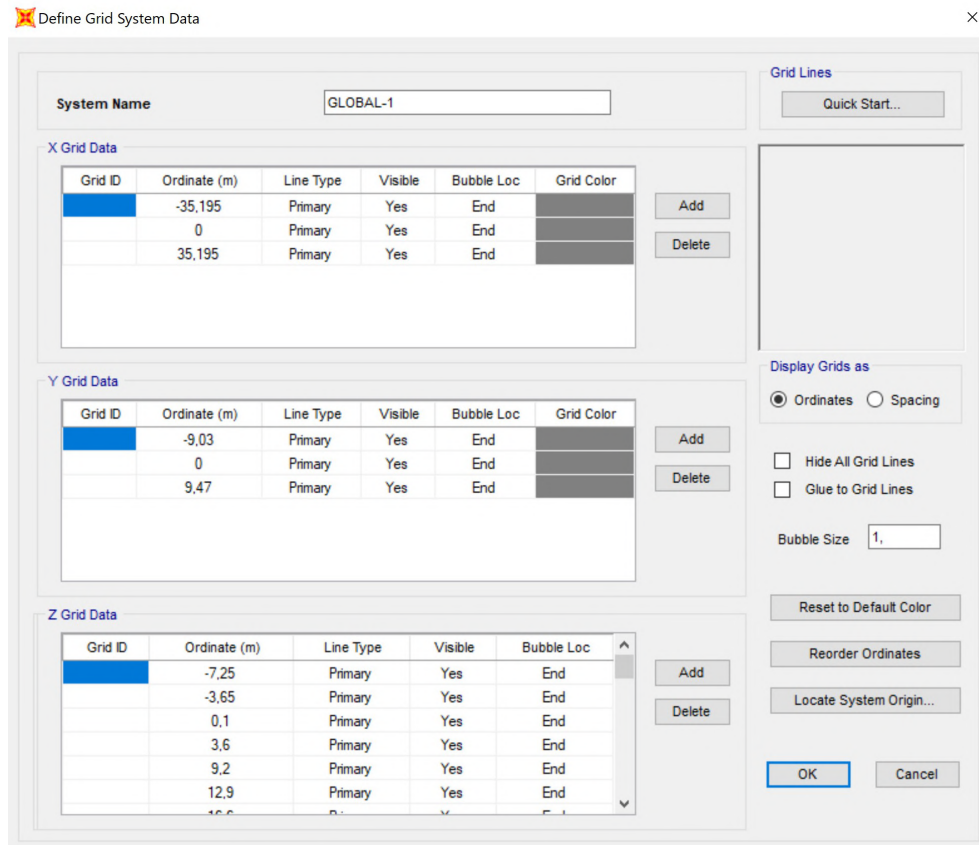 Define Grid System Data
System Name
GLOBAL-1
Grid Lines
Quick Start...
X Grid Data
Grid ID Ordinate (m) Line Type Visible Bubble Loc Grid Color
-35,195 Primary Yes End
0 Primary Yes End
35,195 Primary Yes End
Add
Delete
Y Grid Data
Grid ID Ordinate (m) Line Type Visible Bubble Loc Grid Color
-9,03 Primary Yes End
0 Primary Yes End
9,47 Primary Yes End
Add
Delete
Z Grid Data
Grid ID Ordinate (m) Line Type Visible Bubble Loc
-7,25 Primary Yes End
-3,65 Primary Yes End
0,1 Primary Yes End
3,6 Primary Yes End
9,2 Primary Yes End
12,9 Primary Yes End
Add
Delete
Display Grids as
Ordinates Spacing
Hide All Grid Lines
Glue to Grid Lines
Bubble Size 1,
Reset to Default Color
Reorder Ordinates
Locate System Origin...
OK Cancel